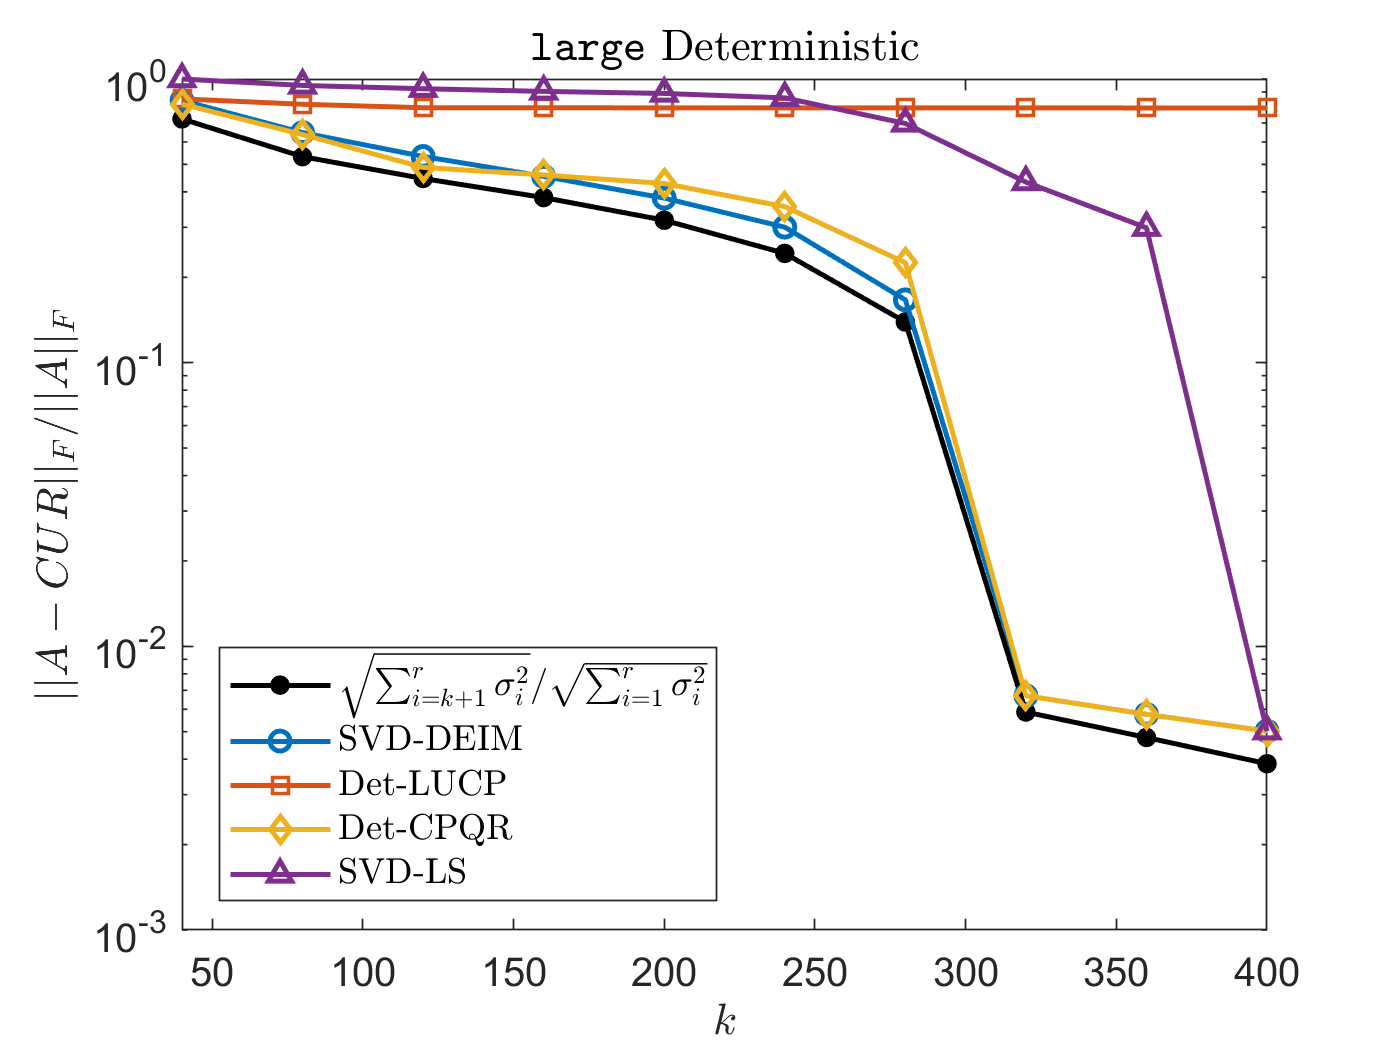 large Deterministic
10^0
10^-1
10^-2
10^-3
||A − CUR||_F/||A||_F
√∑_{i=k+1}^r σ_i^2/√∑_{i=1}^r σ_i^2
SVD-DEIM
Det-LUCP
Det-CPQR
SVD-LS
50 100 150 200 250 300 350 400
k